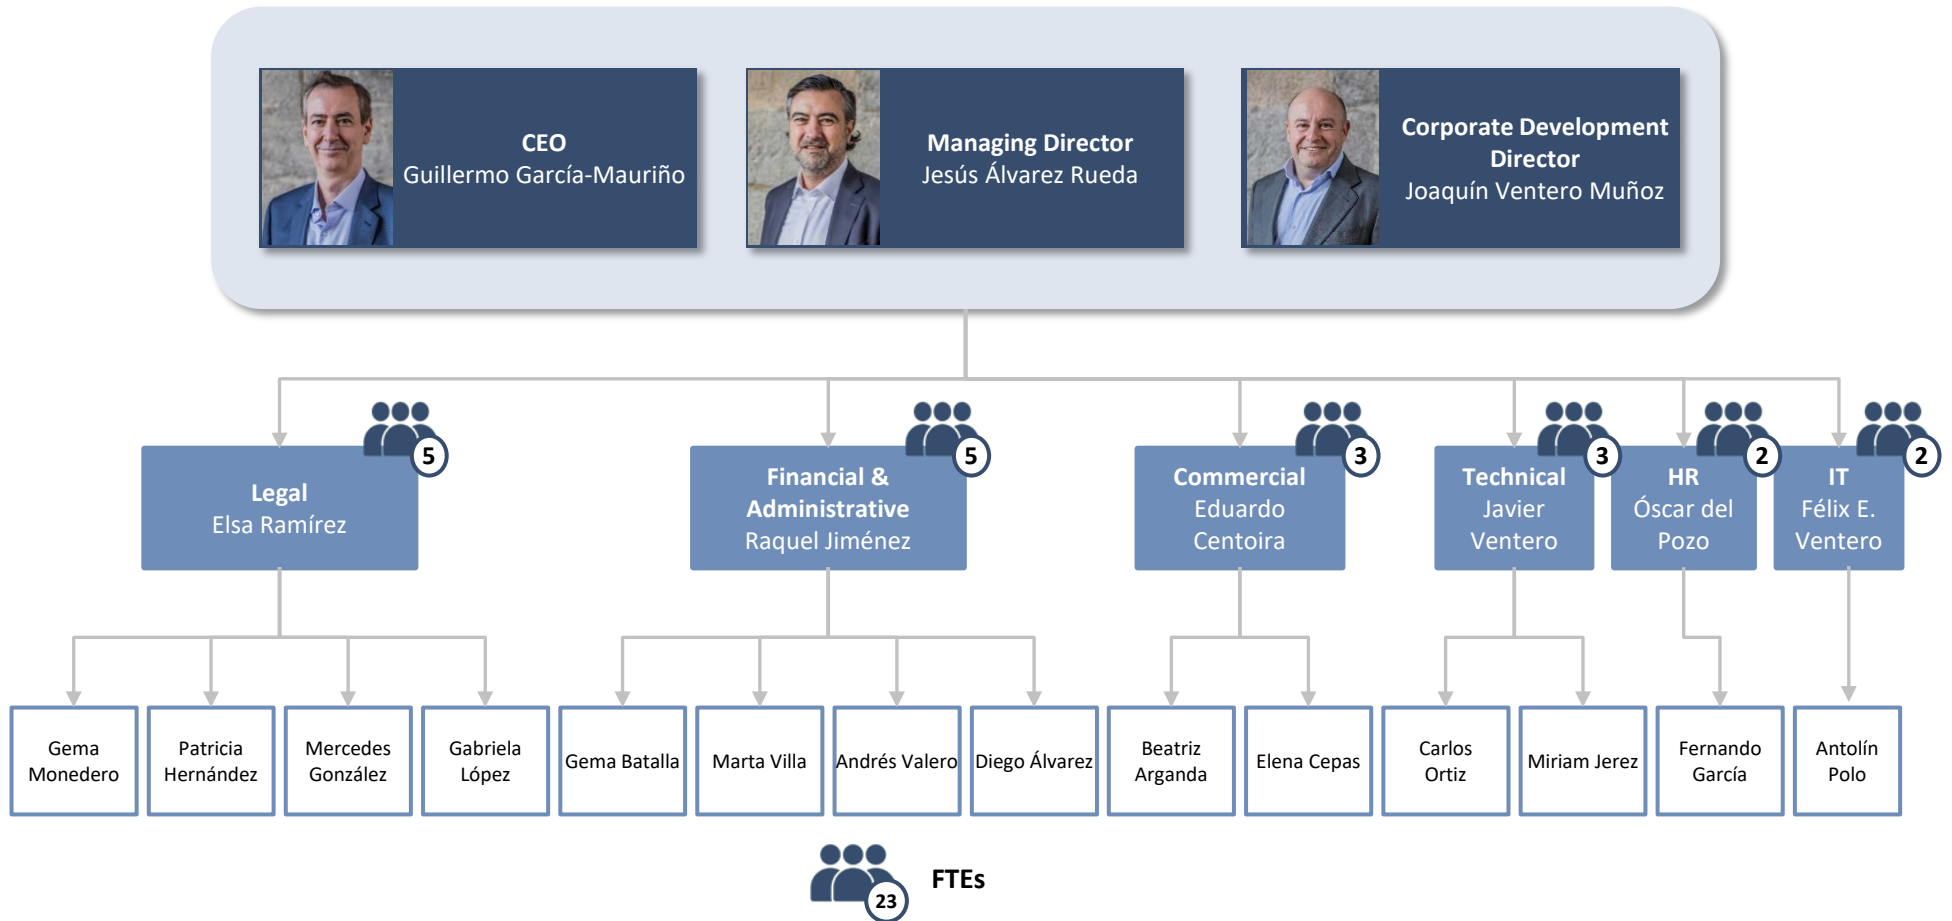 CEO
Guillermo García-Mauriño
Managing Director
Jesús Álvarez Rueda
Corporate Development
Director
Joaquín Ventero Muñoz
5
Legal
Elsa Ramírez
5
Financial &
Administrative
Raquel Jiménez
3
Commercial
Eduardo
Centoira
3
Technical
Javier
Ventero
2
HR
Óscar del
Pozo
2
IT
Félix E.
Ventero
Gema
Monedero
Patricia
Hernández
Mercedes
González
Gabriela
López
Gema Batalla
Marta Villa
Andrés Valero
Diego Álvarez
Beatriz
Arganda
Elena Cepas
Carlos
Ortiz
Miriam Jerez
Fernando
García
Antolín
Polo
23
FTEs